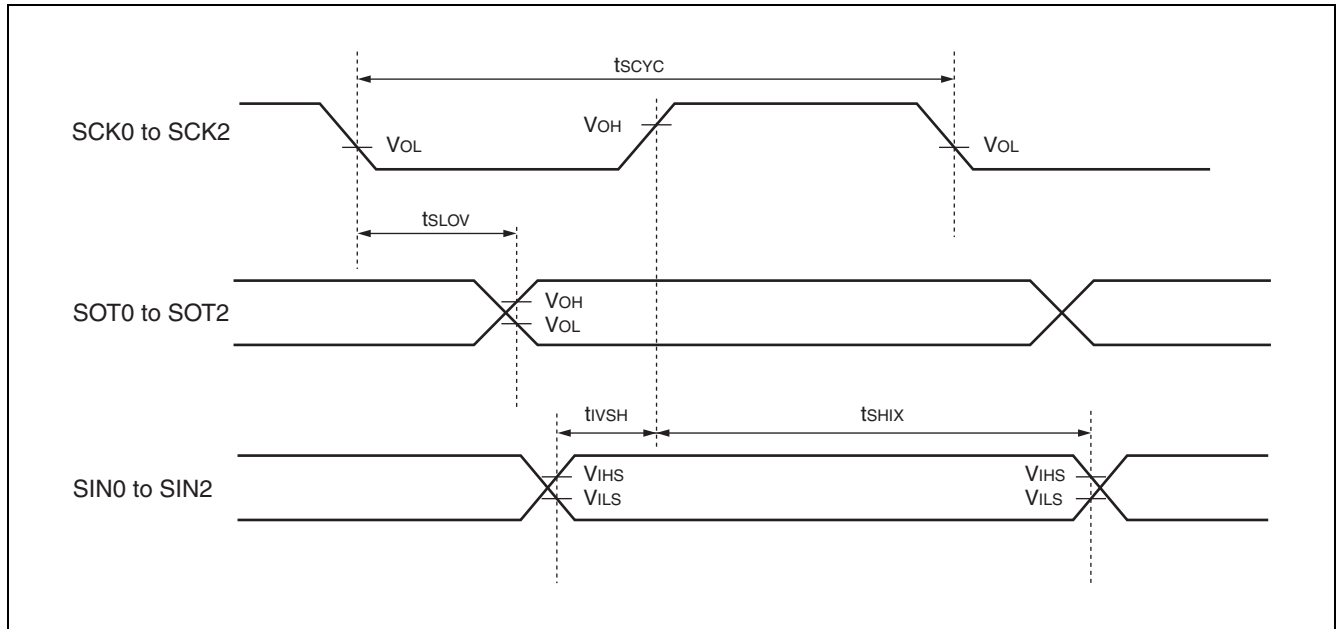 tSCYC
SCK0 to SCK2
VOL
VOH
VOL
tSLOV
SOT0 to SOT2
VOH
VOL
tIVSH
tSHIX
SIN0 to SIN2
VIHS
VILS
VIHS
VILS